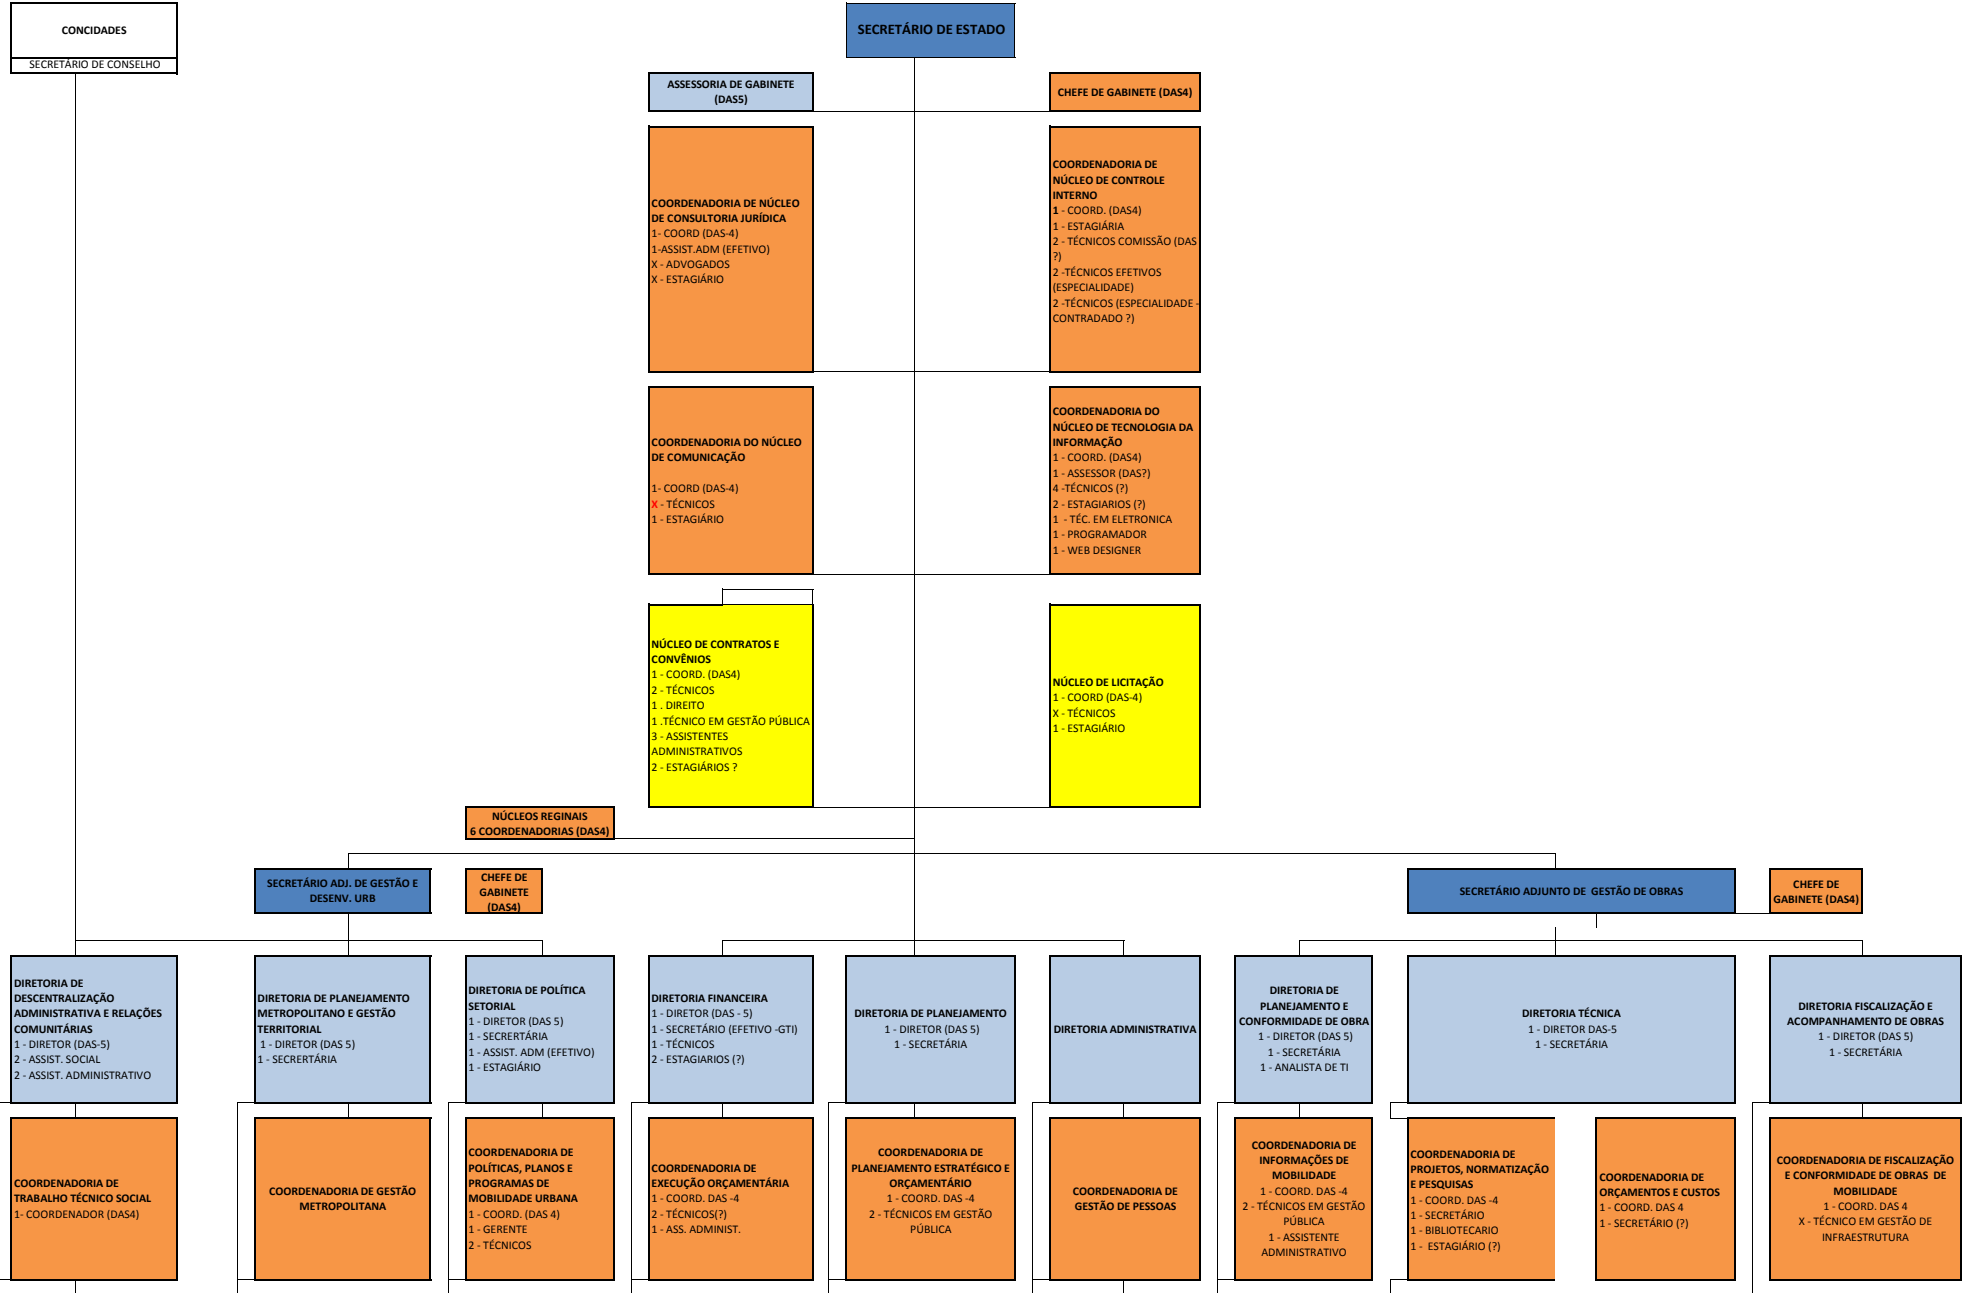 CONCIDADES
SECRETÁRIO DE CONSELHO
SECRETÁRIO DE ESTADO
ASSESSORIA DE GABINETE
(DAS5)
CHEFE DE GABINETE (DAS4)
COORDENADORIA DE NÚCLEO
DE CONSULTORIA JURÍDICA
1- COORD (DAS-4)
1-ASSIST.ADM (EFETIVO)
X - ADVOGADOS
X - ESTAGIÁRIO
COORDENADORIA DE
NÚCLEO DE CONTROLE
INTERNO
1 - COORD. (DAS4)
1 - ESTAGIÁRIA
2 - TÉCNICOS COMISSÃO (DAS
?)
2 -TÉCNICOS EFETIVOS
(ESPECIALIDADE)
2 -TÉCNICOS (ESPECIALIDADE -
CONTRADADO ?)
COORDENADORIA DO NÚCLEO
DE COMUNICAÇÃO
1- COORD (DAS-4)
X - TÉCNICOS
1 - ESTAGIÁRIO
COORDENADORIA DO
NÚCLEO DE TECNOLOGIA DA
INFORMAÇÃO
1 - COORD. (DAS4)
1 - ASSESSOR (DAS?)
4 -TÉCNICOS (?)
2 - ESTAGIARIOS (?)
1  - TÉC. EM ELETRONICA
1 - PROGRAMADOR
1 - WEB DESIGNER
NÚCLEO DE CONTRATOS E
CONVÊNIOS
1 - COORD. (DAS4)
2 - TÉCNICOS
1 . DIREITO
1 .TÉCNICO EM GESTÃO PÚBLICA
3 - ASSISTENTES
ADMINISTRATIVOS
2 - ESTAGIÁRIOS ?
NÚCLEO DE LICITAÇÃO
1 - COORD (DAS-4)
X - TÉCNICOS
1 - ESTAGIÁRIO
NÚCLEOS REGINAIS
6 COORDENADORIAS (DAS4)
SECRETÁRIO ADJ. DE GESTÃO E
DESENV. URB
CHEFE DE
GABINETE
(DAS4)
SECRETÁRIO ADJUNTO DE  GESTÃO DE OBRAS
CHEFE DE
GABINETE (DAS4)
DIRETORIA DE
DESCENTRALIZAÇÃO
ADMINISTRATIVA E RELAÇÕES
COMUNITÁRIAS
1 - DIRETOR (DAS-5)
2 - ASSIST. SOCIAL
2 - ASSIST. ADMINISTRATIVO
DIRETORIA DE PLANEJAMENTO
METROPOLITANO E GESTÃO
TERRITORIAL
1 - DIRETOR (DAS 5)
1 - SECRERTÁRIA
DIRETORIA DE POLÍTICA
SETORIAL
1 - DIRETOR (DAS 5)
1 - SECRERTÁRIA
1 - ASSIST. ADM (EFETIVO)
1 - ESTAGIÁRIO
DIRETORIA FINANCEIRA
1 - DIRETOR (DAS - 5)
1 - SECRETÁRIO (EFETIVO -GTI)
1 - TÉCNICOS
2 - ESTAGIARIOS (?)
DIRETORIA DE PLANEJAMENTO
1 - DIRETOR (DAS 5)
1 - SECRETÁRIA
DIRETORIA ADMINISTRATIVA
DIRETORIA DE
PLANEJAMENTO E
CONFORMIDADE DE OBRA
1 - DIRETOR (DAS 5)
1 - SECRETÁRIA
1 - ANALISTA DE TI
DIRETORIA TÉCNICA
1 - DIRETOR DAS-5
1 - SECRETÁRIA
DIRETORIA FISCALIZAÇÃO E
ACOMPANHAMENTO DE OBRAS
1 - DIRETOR (DAS 5)
1 - SECRETÁRIA
COORDENADORIA DE
TRABALHO TÉCNICO SOCIAL
1- COORDENADOR (DAS4)
COORDENADORIA DE GESTÃO
METROPOLITANA
COORDENADORIA DE
POLÍTICAS, PLANOS E
PROGRAMAS DE
MOBILIDADE URBANA
1 - COORD. (DAS 4)
1 - GERENTE
2 - TÉCNICOS
COORDENADORIA DE
EXECUÇÃO ORÇAMENTÁRIA
1 - COORD. DAS -4
2 - TÉCNICOS(?)
1 - ASS. ADMINIST.
COORDENADORIA DE
PLANEJAMENTO ESTRATÉGICO E
ORÇAMENTÁRIO
1 - COORD. DAS -4
2 - TÉCNICOS EM GESTÃO
PÚBLICA
COORDENADORIA DE
GESTÃO DE PESSOAS
COORDENADORIA DE
INFORMAÇÕES DE
MOBILIDADE
1 - COORD. DAS -4
2 - TÉCNICOS EM GESTÃO
PÚBLICA
1 - ASSISTENTE
ADMINISTRATIVO
COORDENADORIA DE
PROJETOS, NORMATIZAÇÃO
E PESQUISAS
1 - COORD. DAS -4
1 - SECRETÁRIO
1 - BIBLIOTECARIO
1 -  ESTAGIÁRIO (?)
COORDENADORIA DE
ORÇAMENTOS E CUSTOS
1 - COORD. DAS 4
1 - SECRETÁRIO (?)
COORDENADORIA DE FISCALIZAÇÃO
E CONFORMIDADE DE OBRAS  DE
MOBILIDADE
1 - COORD. DAS 4
X - TÉCNICO EM GESTÃO DE
INFRAESTRUTURA